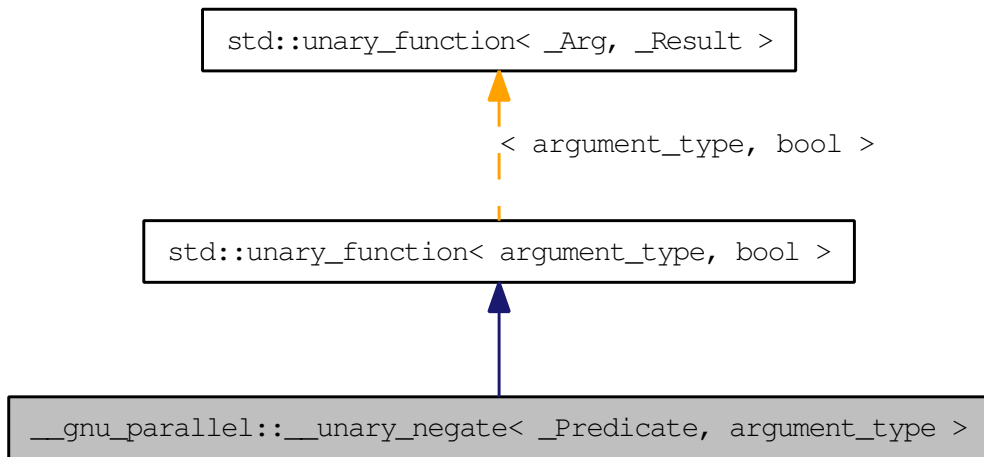 std::unary_function< _Arg, _Result >
< argument_type, bool >
std::unary_function< argument_type, bool >
__gnu_parallel::__unary_negate< _Predicate, argument_type >